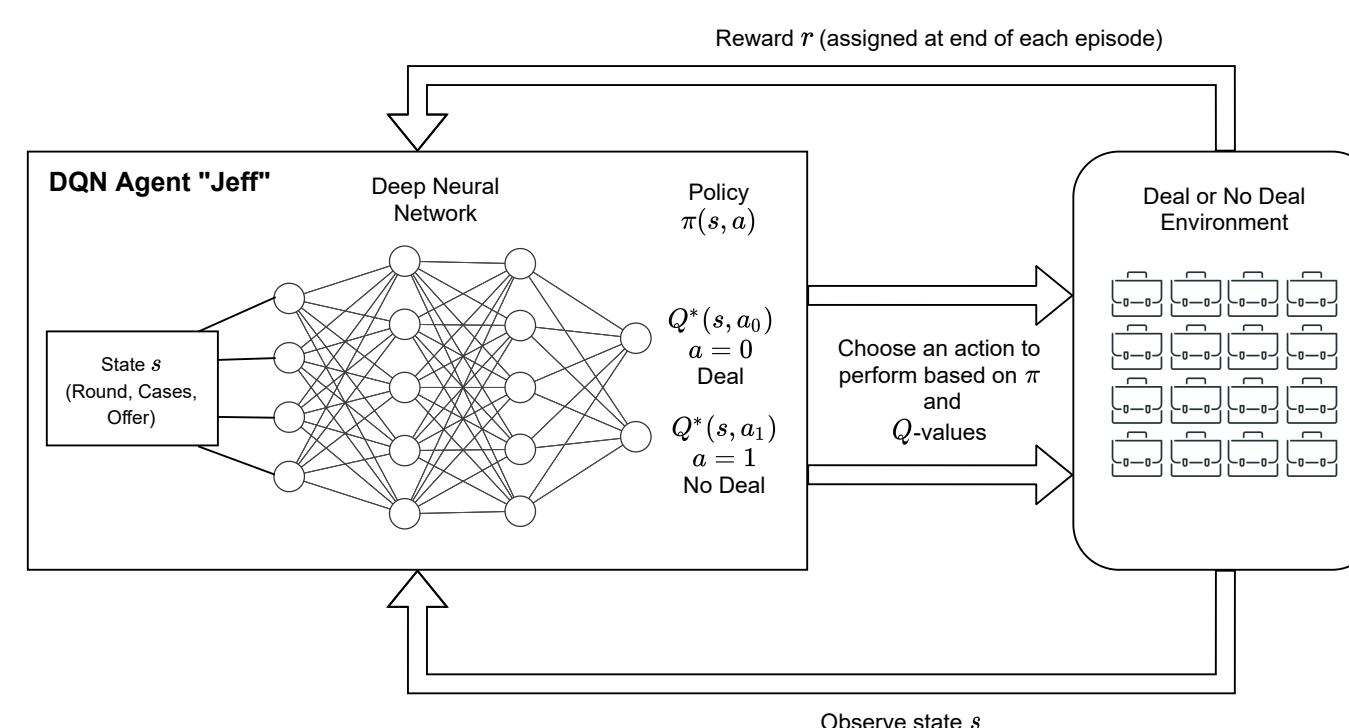 Reward r (assigned at end of each episode)
DQN Agent "Jeff"
Deep Neural
Network
Policy
π(s, a)
State s
(Round, Cases,
Offer)
Q*(s, a₀)
a = 0
Deal
Q*(s, a₁)
a = 1
No Deal
Choose an action to
perform based on π
and
Q-values
Deal or No Deal
Environment
Observe state s